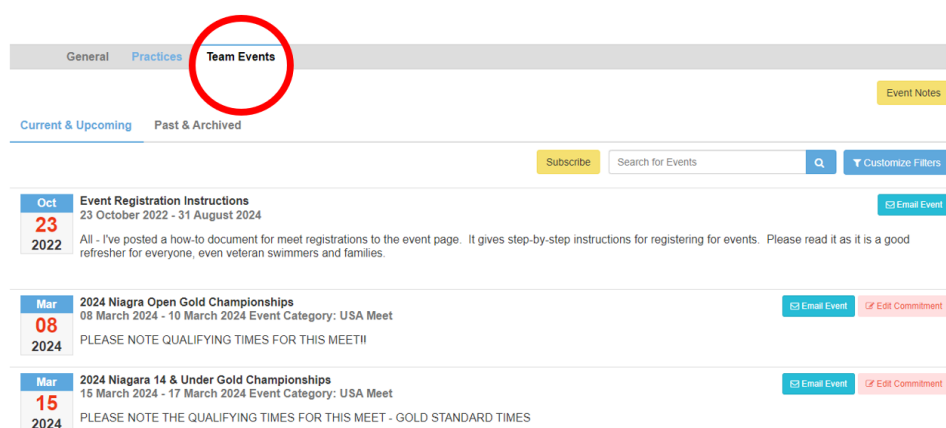 General Practices Team Events
Event Notes
Current & Upcoming Past & Archived
Subscribe Search for Events Customize Filters
Oct
23
2022
Event Registration Instructions
23 October 2022 - 31 August 2024
Email Event
All - I've posted a how-to document for meet registrations to the event page. It gives step-by-step instructions for registering for events. Please read it as it is a good
refresher for everyone, even veteran swimmers and families.
Mar
08
2024
2024 Niagra Open Gold Championships
08 March 2024 - 10 March 2024 Event Category: USA Meet
Email Event Edit Commitment
PLEASE NOTE QUALIFYING TIMES FOR THIS MEET!!
Mar
15
2024
2024 Niagara 14 & Under Gold Championships
15 March 2024 - 17 March 2024 Event Category: USA Meet
Email Event Edit Commitment
PLEASE NOTE THE QUALIFYING TIMES FOR THIS MEET - GOLD STANDARD TIMES